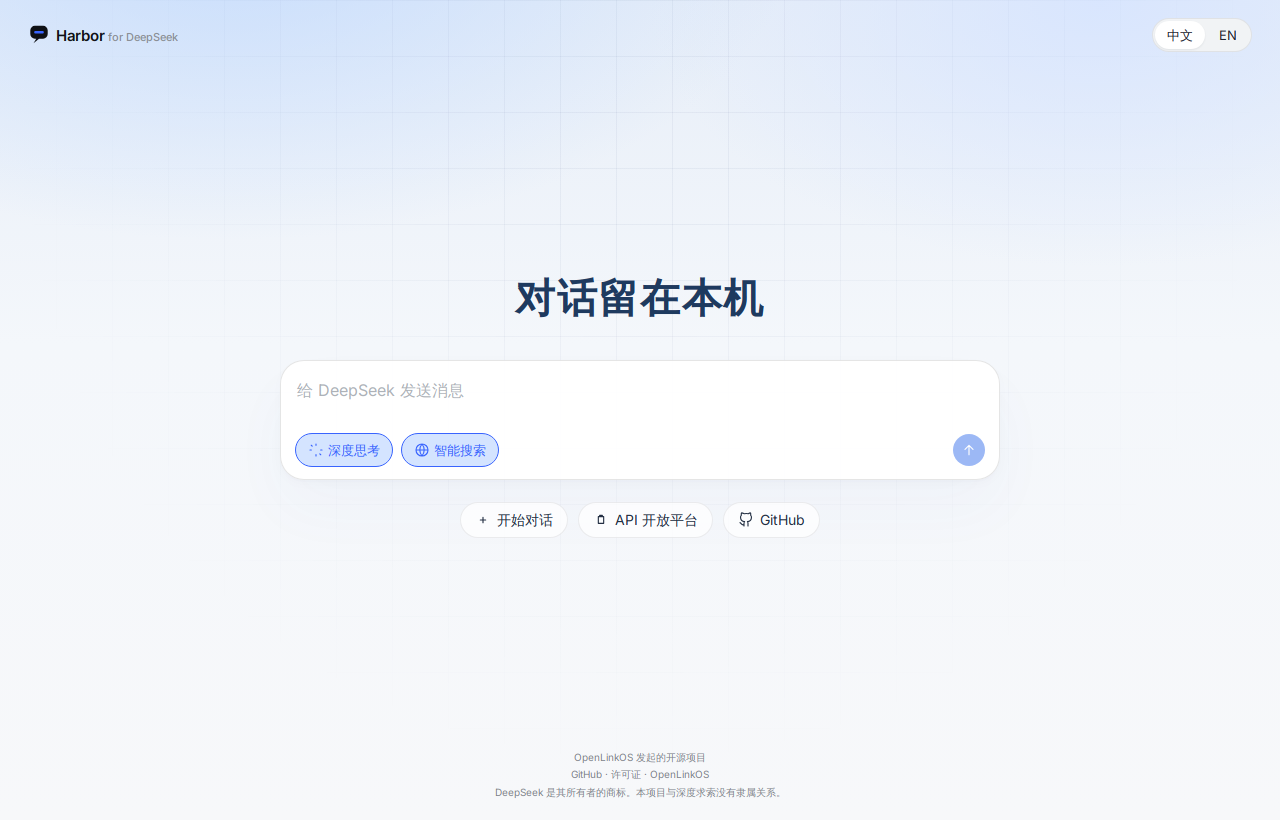 Harbor for DeepSeek
中文 EN
对话留在本机
给 DeepSeek 发送消息
深度思考 智能搜索
开始对话 API 开放平台 GitHub
OpenLinkOS 发起的开源项目
GitHub · 许可证 · OpenLinkOS
DeepSeek 是其所有者的商标。本项目与深度求索没有隶属关系。